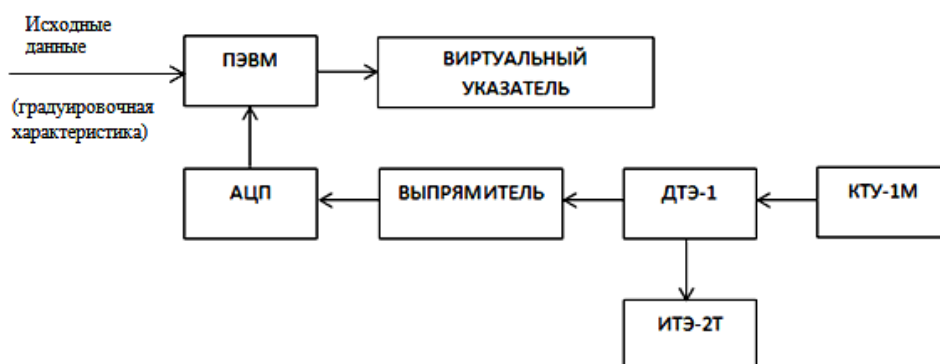 Исходные
данные
ПЭВМ
ВИРТУАЛЬНЫЙ
УКАЗАТЕЛЬ
(градуировочная
характеристика)
АЦП
ВЫПРЯМИТЕЛЬ
ДТЭ-1
КТУ-1М
ИТЭ-2Т